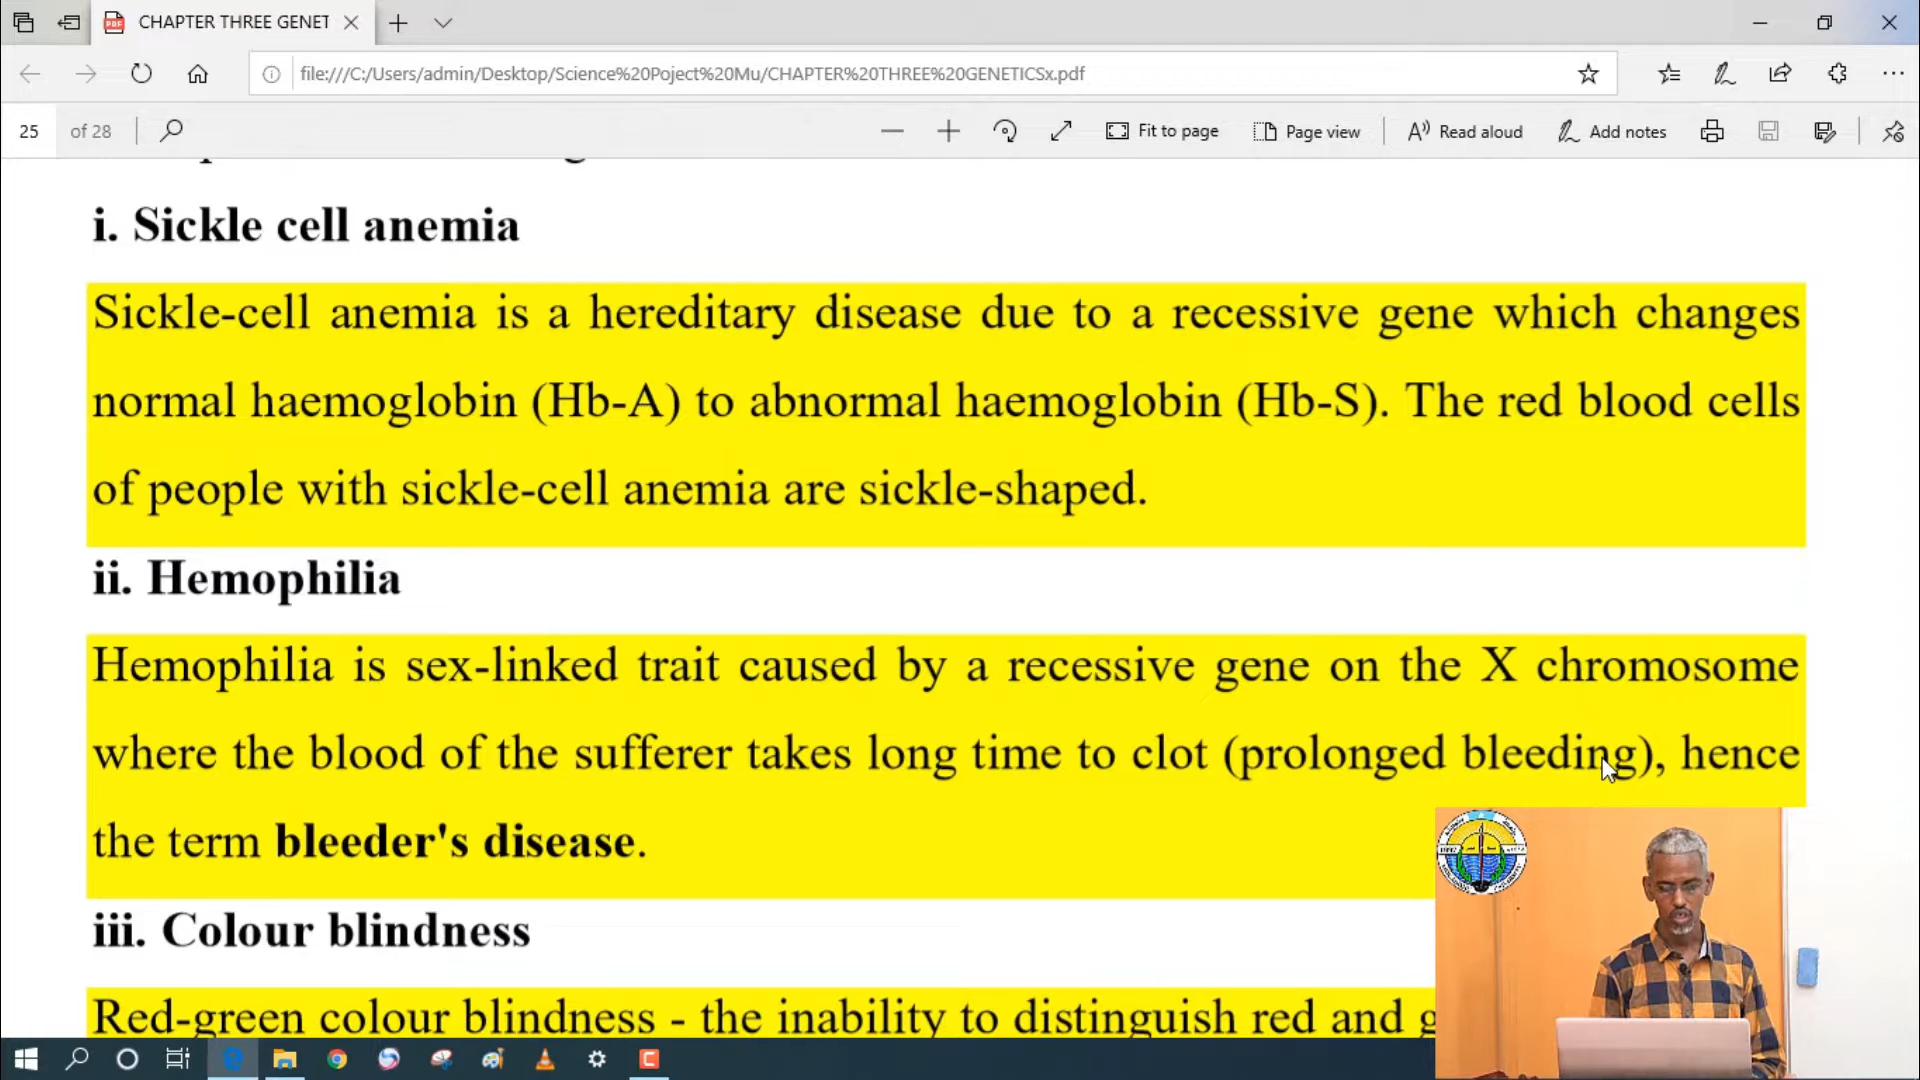 CHAPTER THREE GENET
file:///C:/Users/admin/Desktop/Science%20Poject%20Mu/CHAPTER%20THREE%20GENETICSx.pdf
25 of 28 Fit to page Page view Read aloud Add notes
i. Sickle cell anemia
Sickle-cell anemia is a hereditary disease due to a recessive gene which changes
normal haemoglobin (Hb-A) to abnormal haemoglobin (Hb-S). The red blood cells
of people with sickle-cell anemia are sickle-shaped.
ii. Hemophilia
Hemophilia is sex-linked trait caused by a recessive gene on the X chromosome
where the blood of the sufferer takes long time to clot (prolonged bleeding), hence
the term bleeder's disease.
iii. Colour blindness
Red-green colour blindness - the inability to distinguish red and g